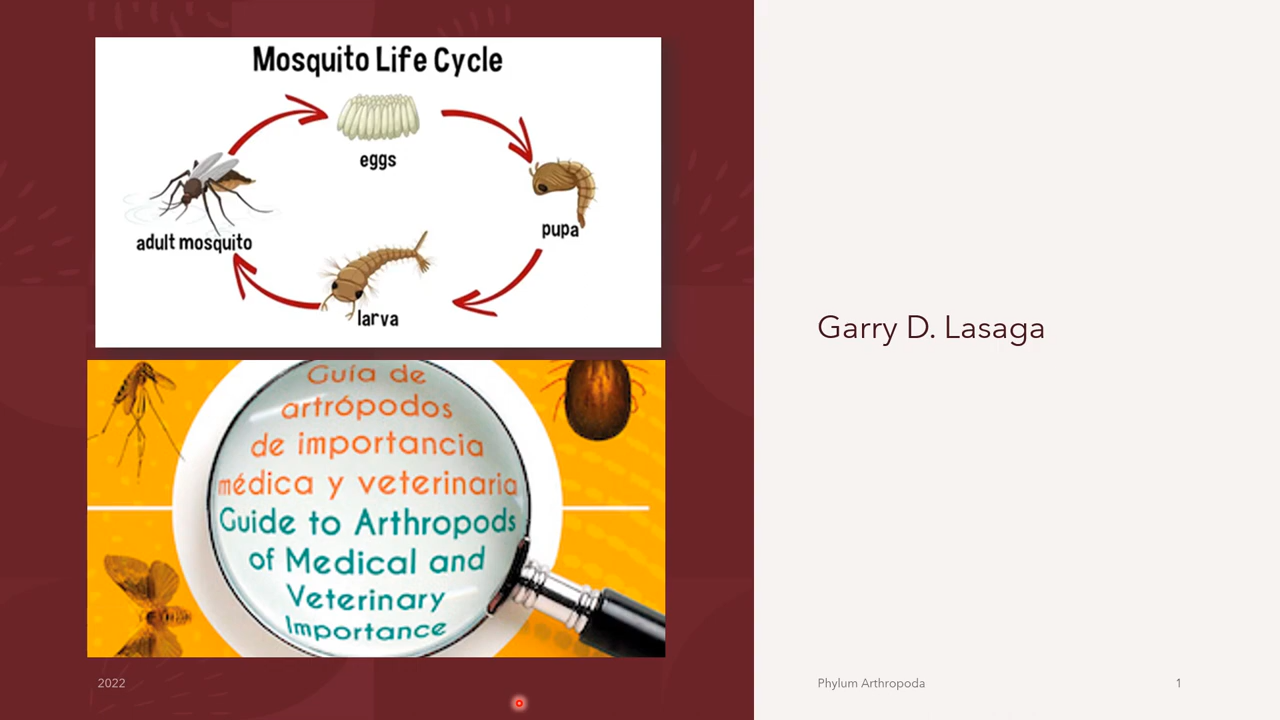 Mosquito Life Cycle
eggs
pupa
adult mosquito
larva
Guía de
artrópodos
de importancia
médica y veterinaria
Guide to Arthropods
of Medical and
Veterinary
Importance
2022
Garry D. Lasaga
Phylum Arthropoda
1